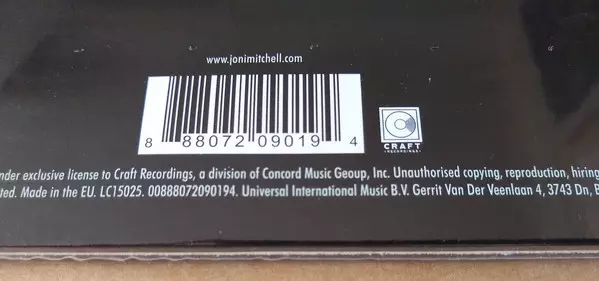 www.jonimitchell.com
8 88072 09019 4
CRAFT
RECORDINGS
under exclusive license to Craft Recordings, a division of Concord Music Geoup, Inc. Unauthorised copying, reproduction, hiring
Made in the EU. LC15025. 00888072090194. Universal International Music B.V. Gerrit Van Der Veenlaan 4, 3743 Dn, B